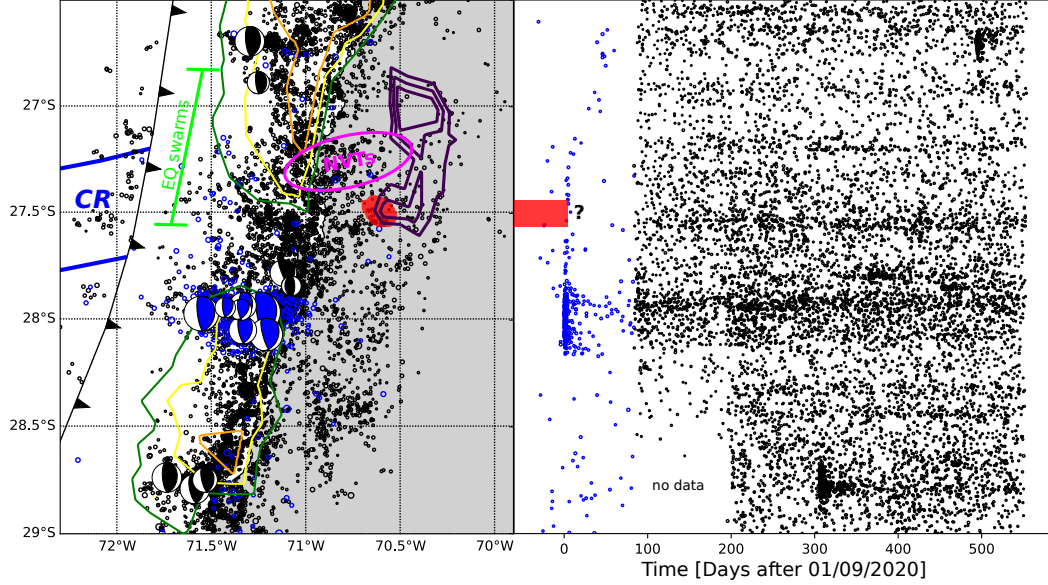 27°S
27.5°S
28°S
28.5°S
29°S
72°W
71.5°W
71°W
70.5°W
70°W
EQ swarms
CR
NVTs
?
no data
0
100
200
300
400
500
Time [Days after 01/09/2020]